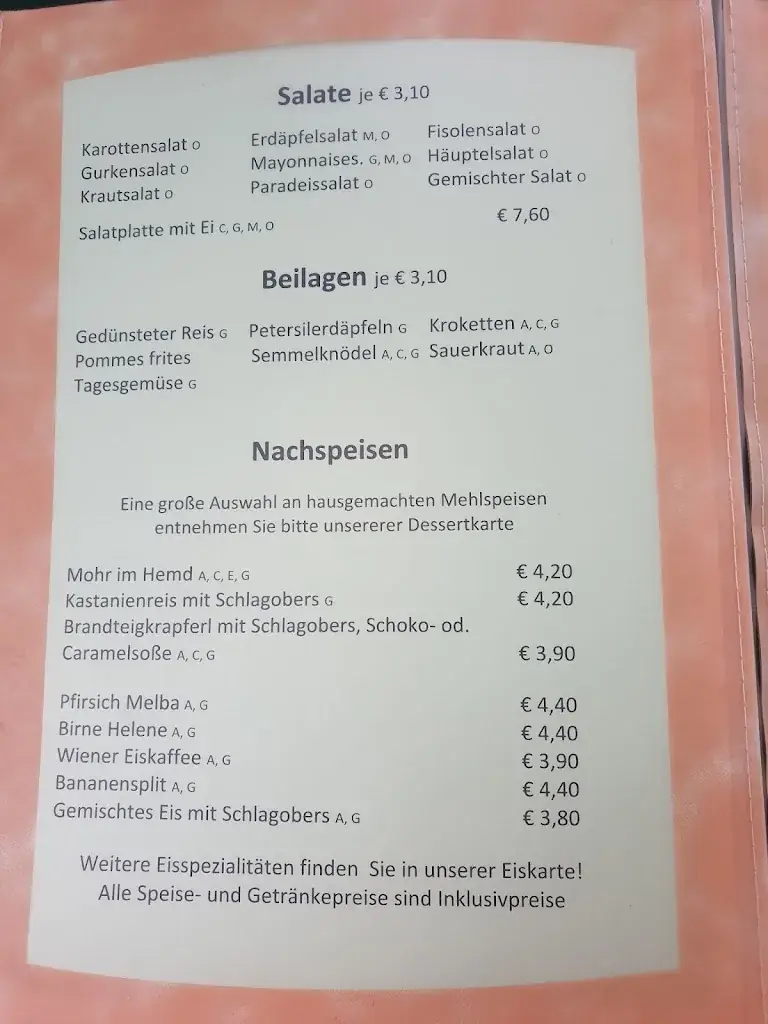 Salate je € 3,10
Karottensalat O Erdäpfelsalat M, O Fisolensalat O
Gurkensalat O Mayonnaises. G, M, O Häuptelsalat O
Krautsalat O Paradeissalat O Gemischter Salat O
Salatplatte mit Ei C, G, M, O € 7,60
Beilagen je € 3,10
Gedünsteter Reis G Petersilerdäpfeln G Kroketten A, C, G
Pommes frites Semmelknödel A, C, G Sauerkraut A, O
Tagesgemüse G
Nachspeisen
Eine große Auswahl an hausgemachten Mehlspeisen
entnehmen Sie bitte unsererer Dessertkarte
Mohr im Hemd A, C, E, G € 4,20
Kastanienreis mit Schlagobers G € 4,20
Brandteigkrapferl mit Schlagobers, Schoko- od.
Caramelsoße A, C, G € 3,90
Pfirsich Melba A, G € 4,40
Birne Helene A, G € 4,40
Wiener Eiskaffee A, G € 3,90
Bananensplit A, G € 4,40
Gemischtes Eis mit Schlagobers A, G € 3,80
Weitere Eisspezialitäten finden Sie in unserer Eiskarte!
Alle Speise- und Getränkepreise sind Inklusivpreise